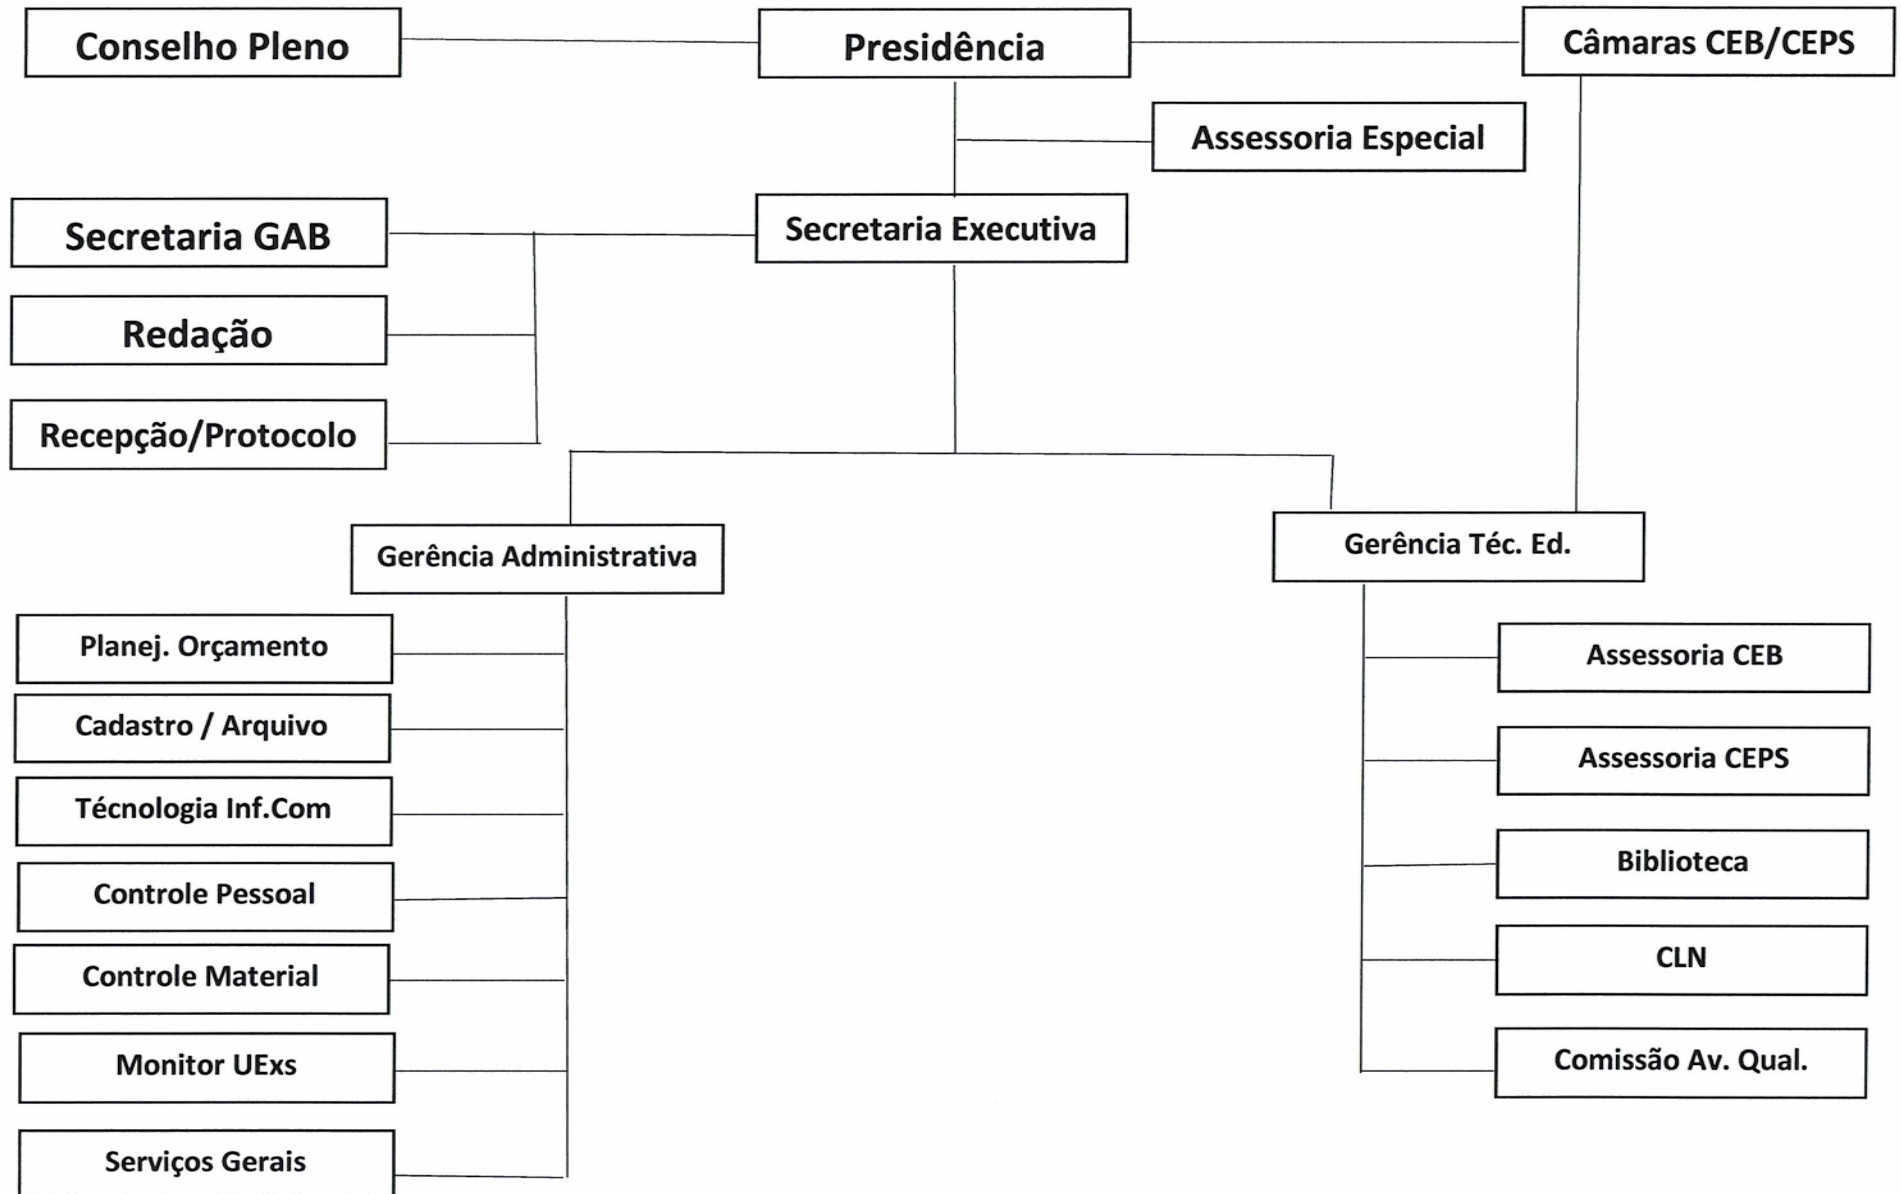 Conselho Pleno
Presidência
Câmaras CEB/CEPS
Assessoria Especial
Secretaria GAB
Secretaria Executiva
Redação
Recepção/Protocolo
Gerência Administrativa
Gerência Téc. Ed.
Planej. Orçamento
Cadastro / Arquivo
Técnologia Inf.Com
Controle Pessoal
Controle Material
Monitor UExs
Serviços Gerais
Assessoria CEB
Assessoria CEPS
Biblioteca
CLN
Comissão Av. Qual.